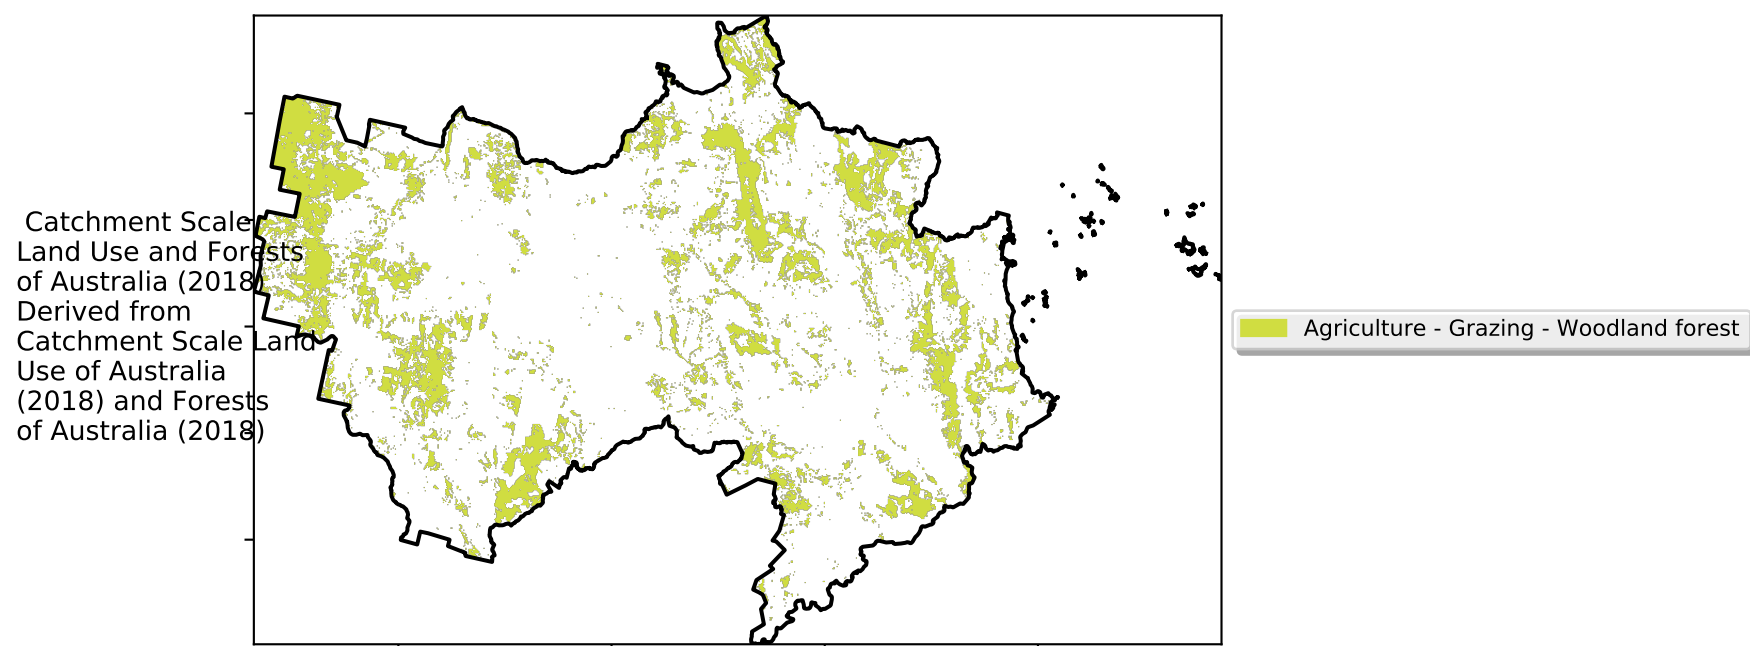 Catchment Scale
Land Use and Forests
of Australia (2018)
Derived from
Catchment Scale Land
Use of Australia
(2018) and Forests
of Australia (2018)
Agriculture - Grazing - Woodland forest